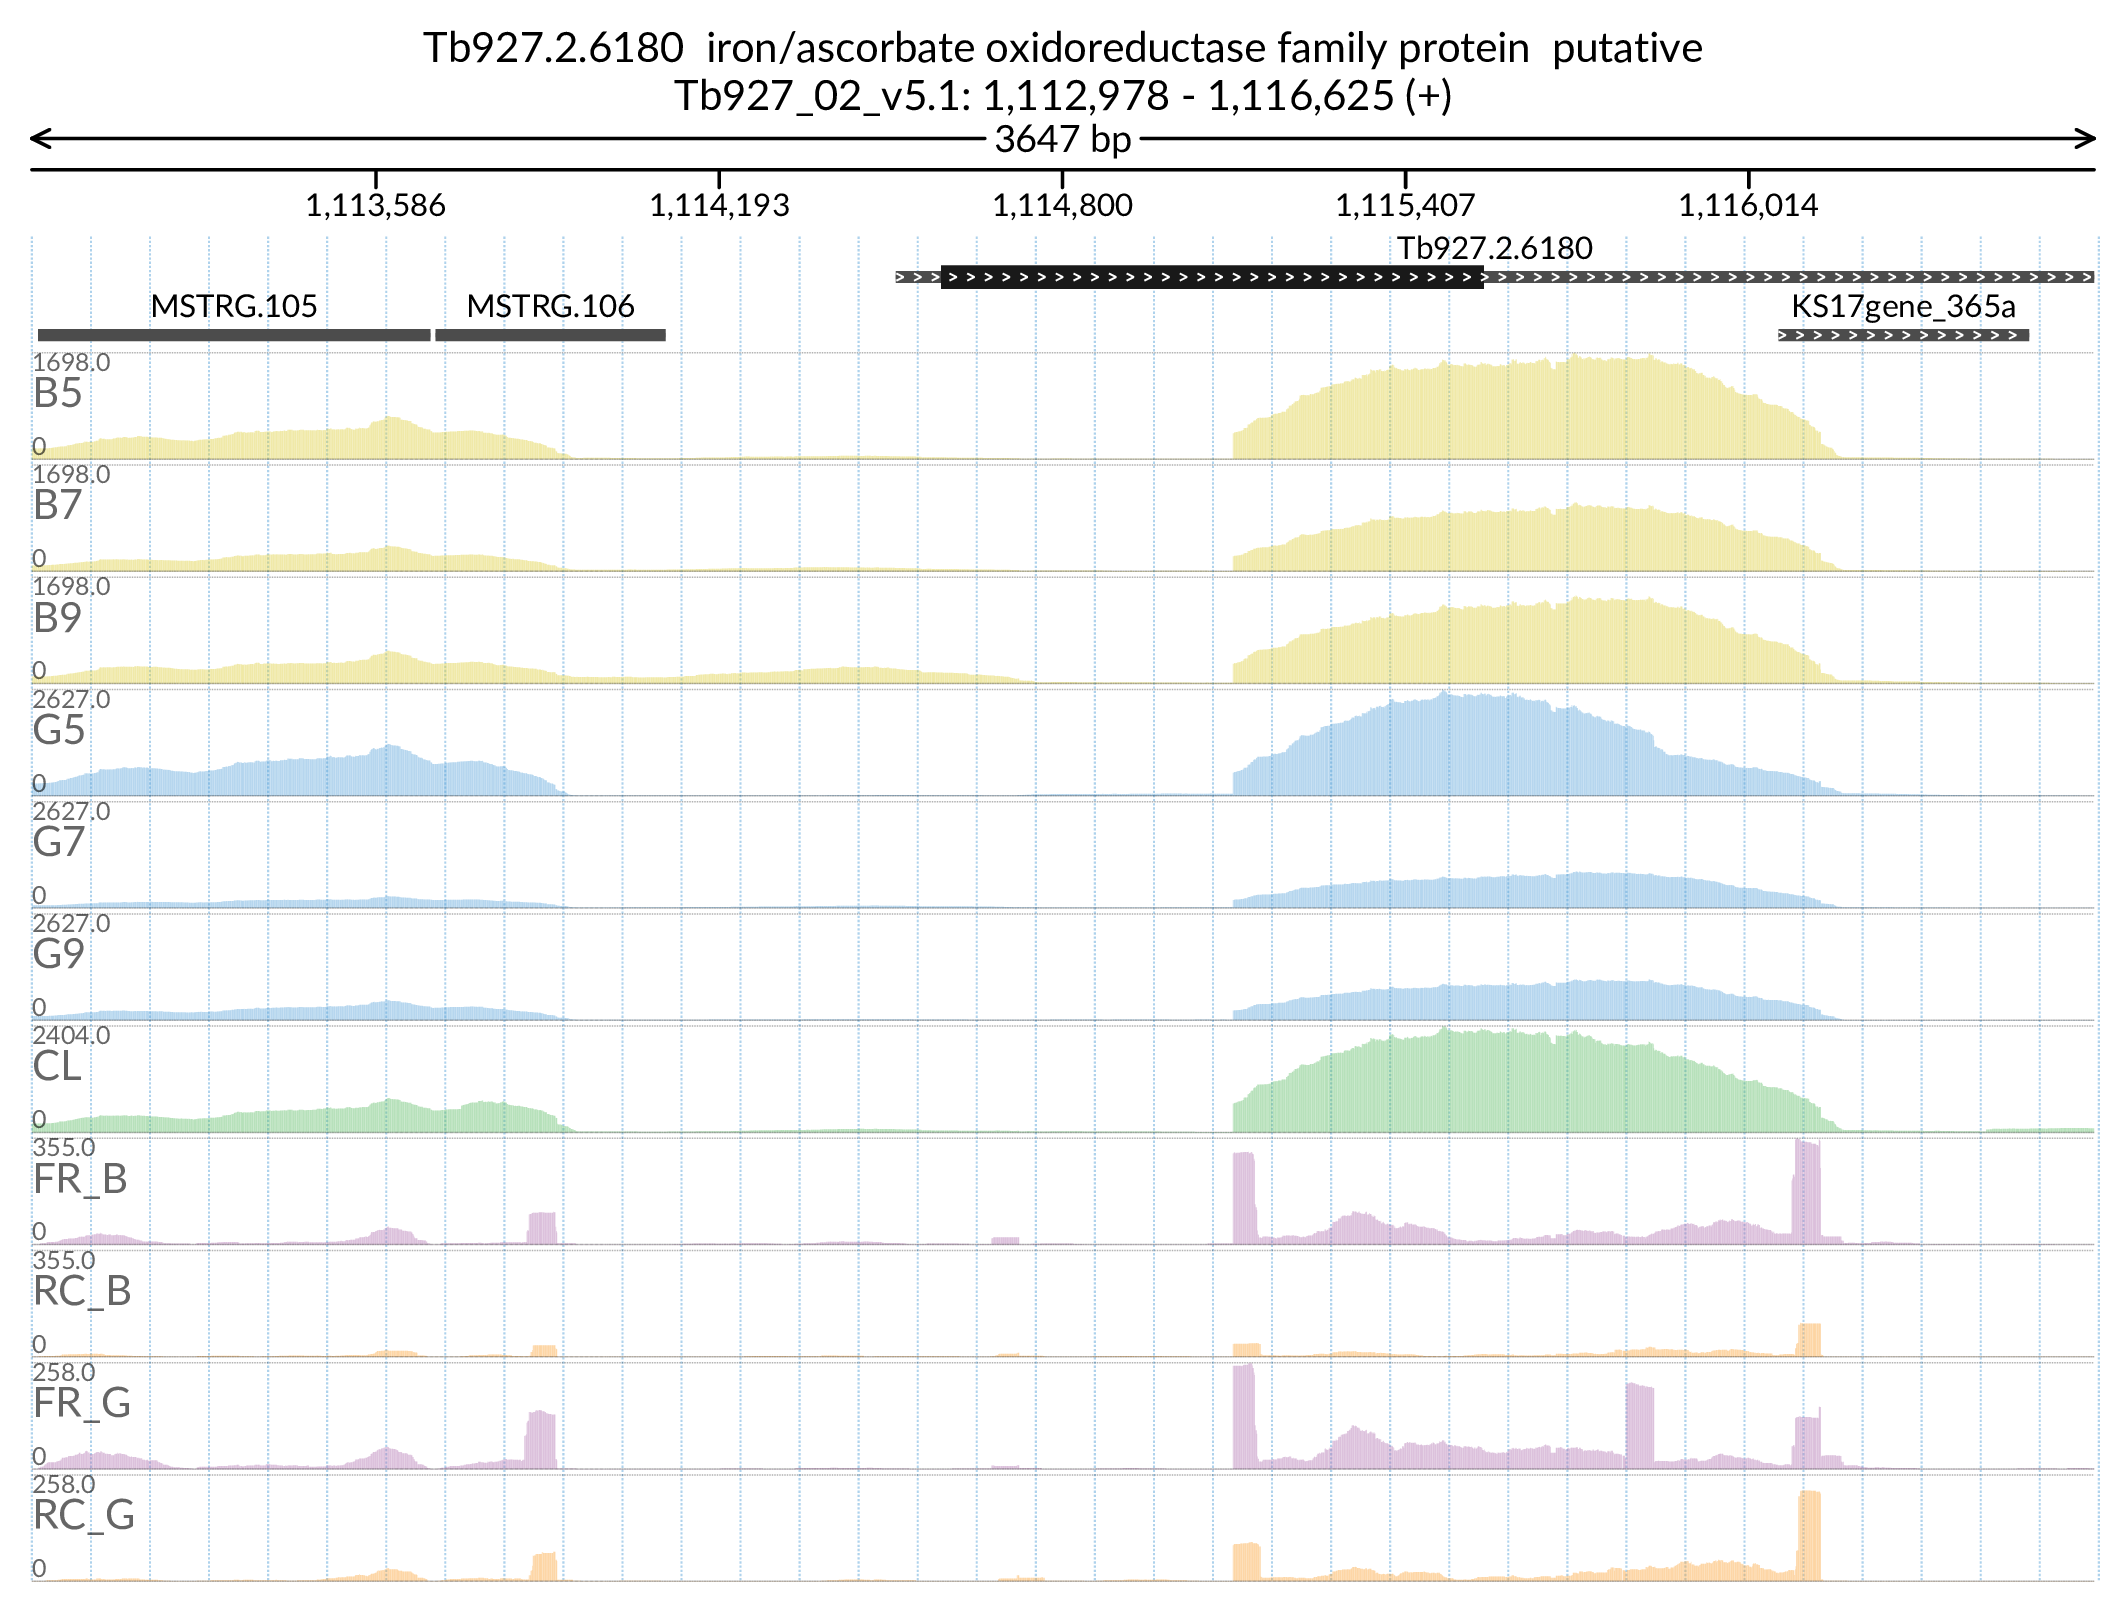 Tb927.2.6180 iron/ascorbate oxidoreductase family protein putative
Tb927_02_v5.1: 1,112,978 - 1,116,625 (+)
3647 bp
1,113,586 1,114,193 1,114,800 1,115,407 1,116,014
Tb927.2.6180
MSTRG.105 MSTRG.106 KS17gene_365a
1698.0
B5
0
1698.0
B7
0
1698.0
B9
0
2627.0
G5
0
2627.0
G7
0
2627.0
G9
0
2404.0
CL
0
355.0
FR_B
0
355.0
RC_B
0
258.0
FR_G
0
258.0
RC_G
0